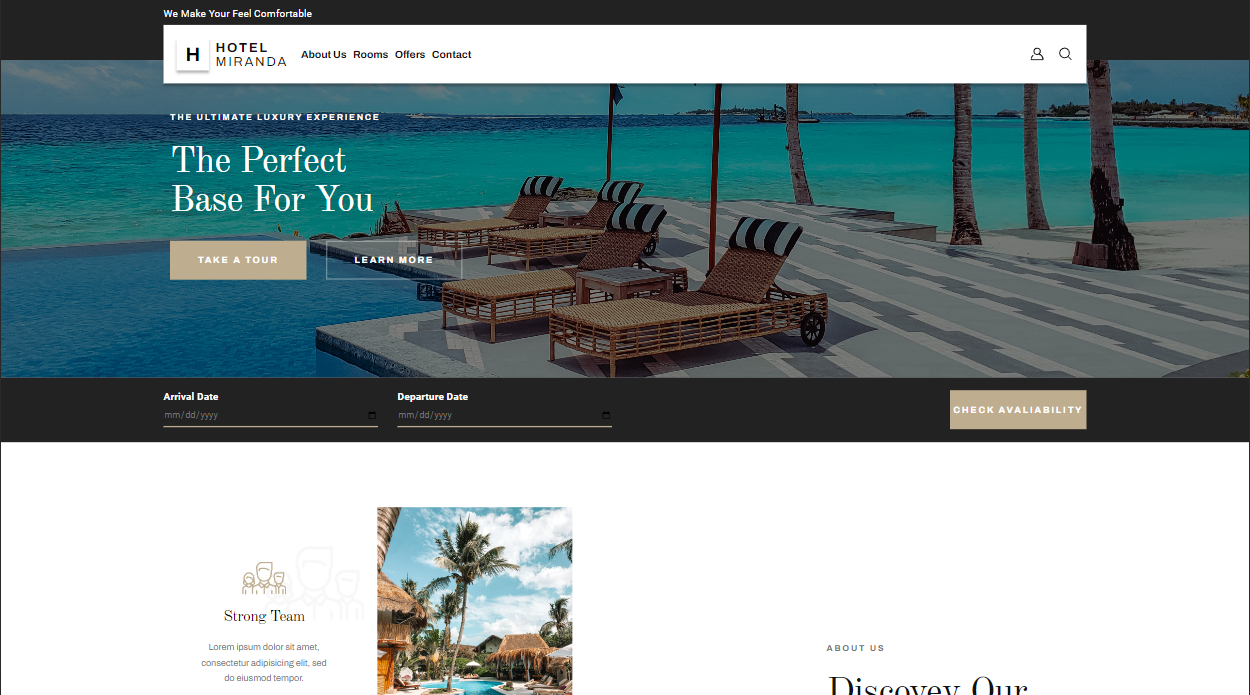 We Make Your Feel Comfortable
H
HOTEL
MIRANDA
About Us Rooms Offers Contact
THE ULTIMATE LUXURY EXPERIENCE
The Perfect
Base For You
TAKE A TOUR
LEARN MORE
Arrival Date
mm/dd/yyyy
Departure Date
mm/dd/yyyy
CHECK AVALIABILITY
Strong Team
Lorem ipsum dolor sit amet,
consectetur adipisicing elit, sed
do eiusmod tempor.
ABOUT US
Discovey Our